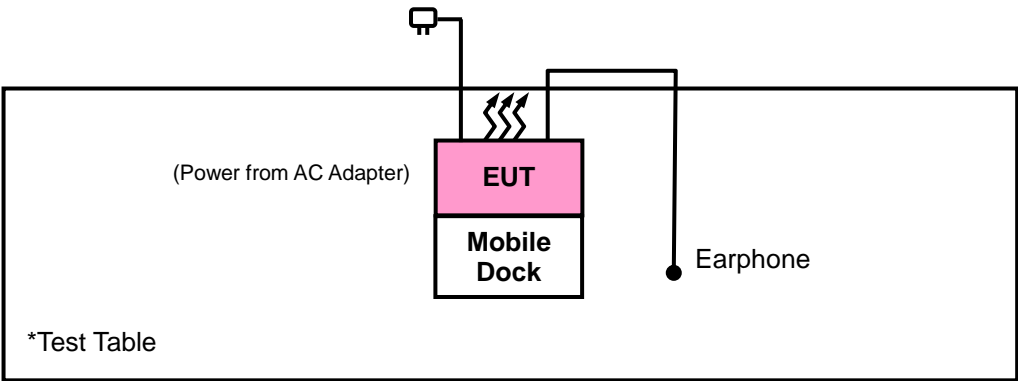 (Power from AC Adapter)
EUT
Mobile
Dock
Earphone
*Test Table